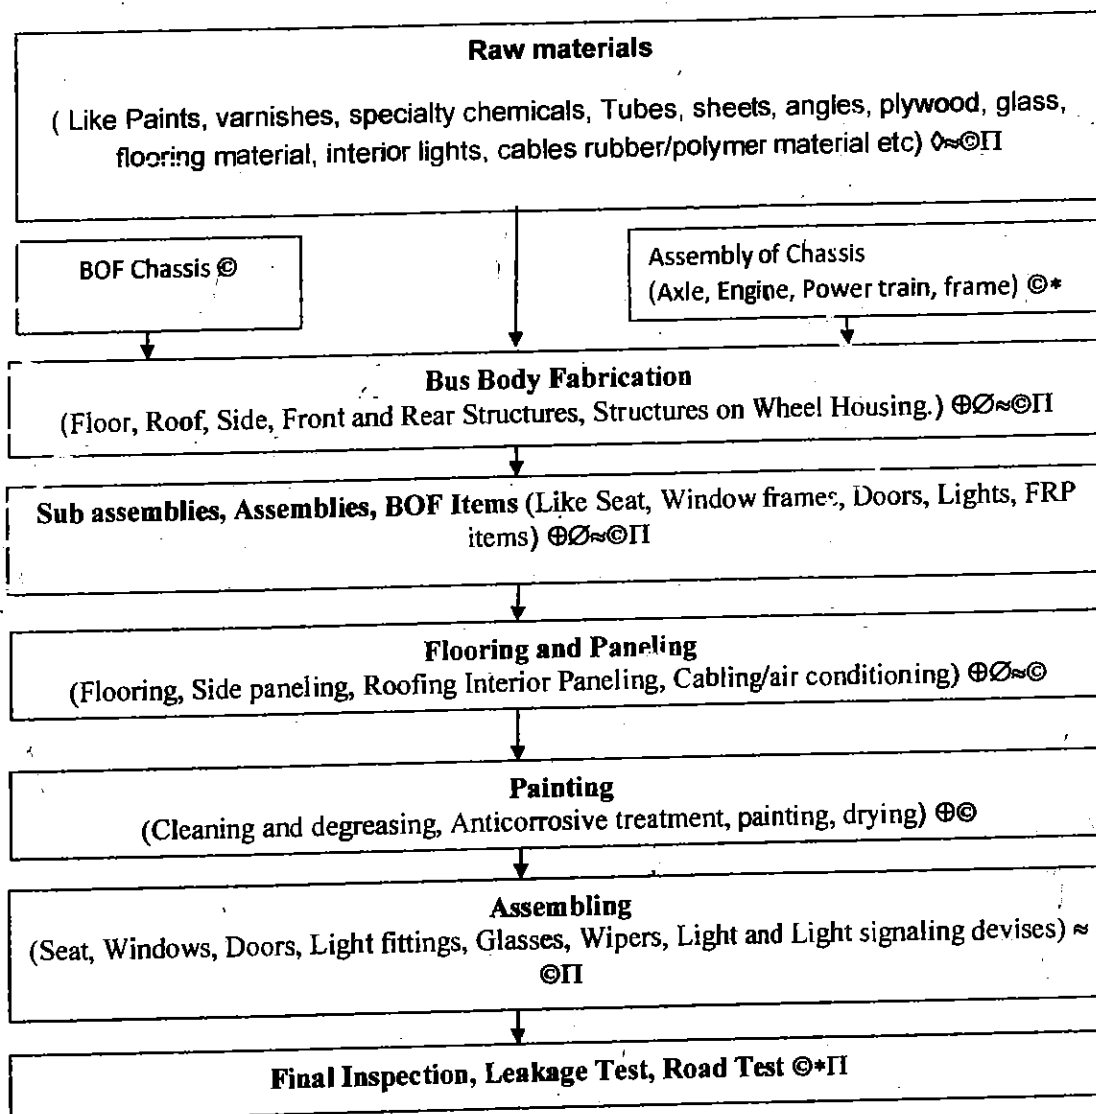 Raw materials
( Like Paints, varnishes, specialty chemicals, Tubes, sheets, angles, plywood, glass,
flooring material, interior lights, cables rubber/polymer material etc) ◊≈©Π
BOF Chassis ©
Assembly of Chassis
(Axle, Engine, Power train, frame) ©*
Bus Body Fabrication
(Floor, Roof, Side, Front and Rear Structures, Structures on Wheel Housing.) ⊕∅≈©Π
Sub assemblies, Assemblies, BOF Items (Like Seat, Window frames, Doors, Lights, FRP
items) ⊕∅≈©Π
Flooring and Paneling
(Flooring, Side paneling, Roofing Interior Paneling, Cabling/air conditioning) ⊕∅≈©
Painting
(Cleaning and degreasing, Anticorrosive treatment, painting, drying) ⊕©
Assembling
(Seat, Windows, Doors, Light fittings, Glasses, Wipers, Light and Light signaling devises) ≈
©Π
Final Inspection, Leakage Test, Road Test ©*Π